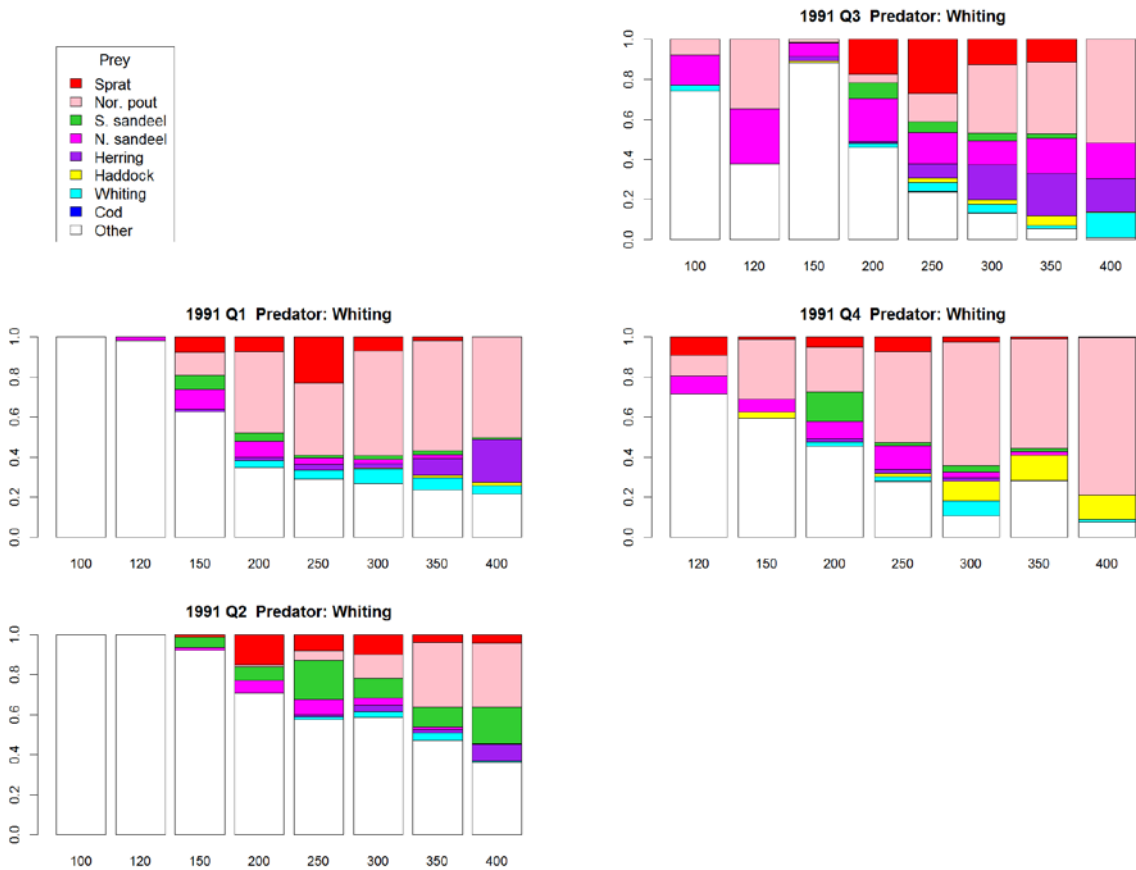 Prey
Sprat
Nor. pout
S. sandeel
N. sandeel
Herring
Haddock
Whiting
Cod
Other
1991 Q3 Predator: Whiting
1.0
0.8
0.6
0.4
0.2
0.0
100 120 150 200 250 300 350 400
1991 Q1 Predator: Whiting
1.0
0.8
0.6
0.4
0.2
0.0
100 120 150 200 250 300 350 400
1991 Q4 Predator: Whiting
1.0
0.8
0.6
0.4
0.2
0.0
120 150 200 250 300 350 400
1991 Q2 Predator: Whiting
1.0
0.8
0.6
0.4
0.2
0.0
100 120 150 200 250 300 350 400